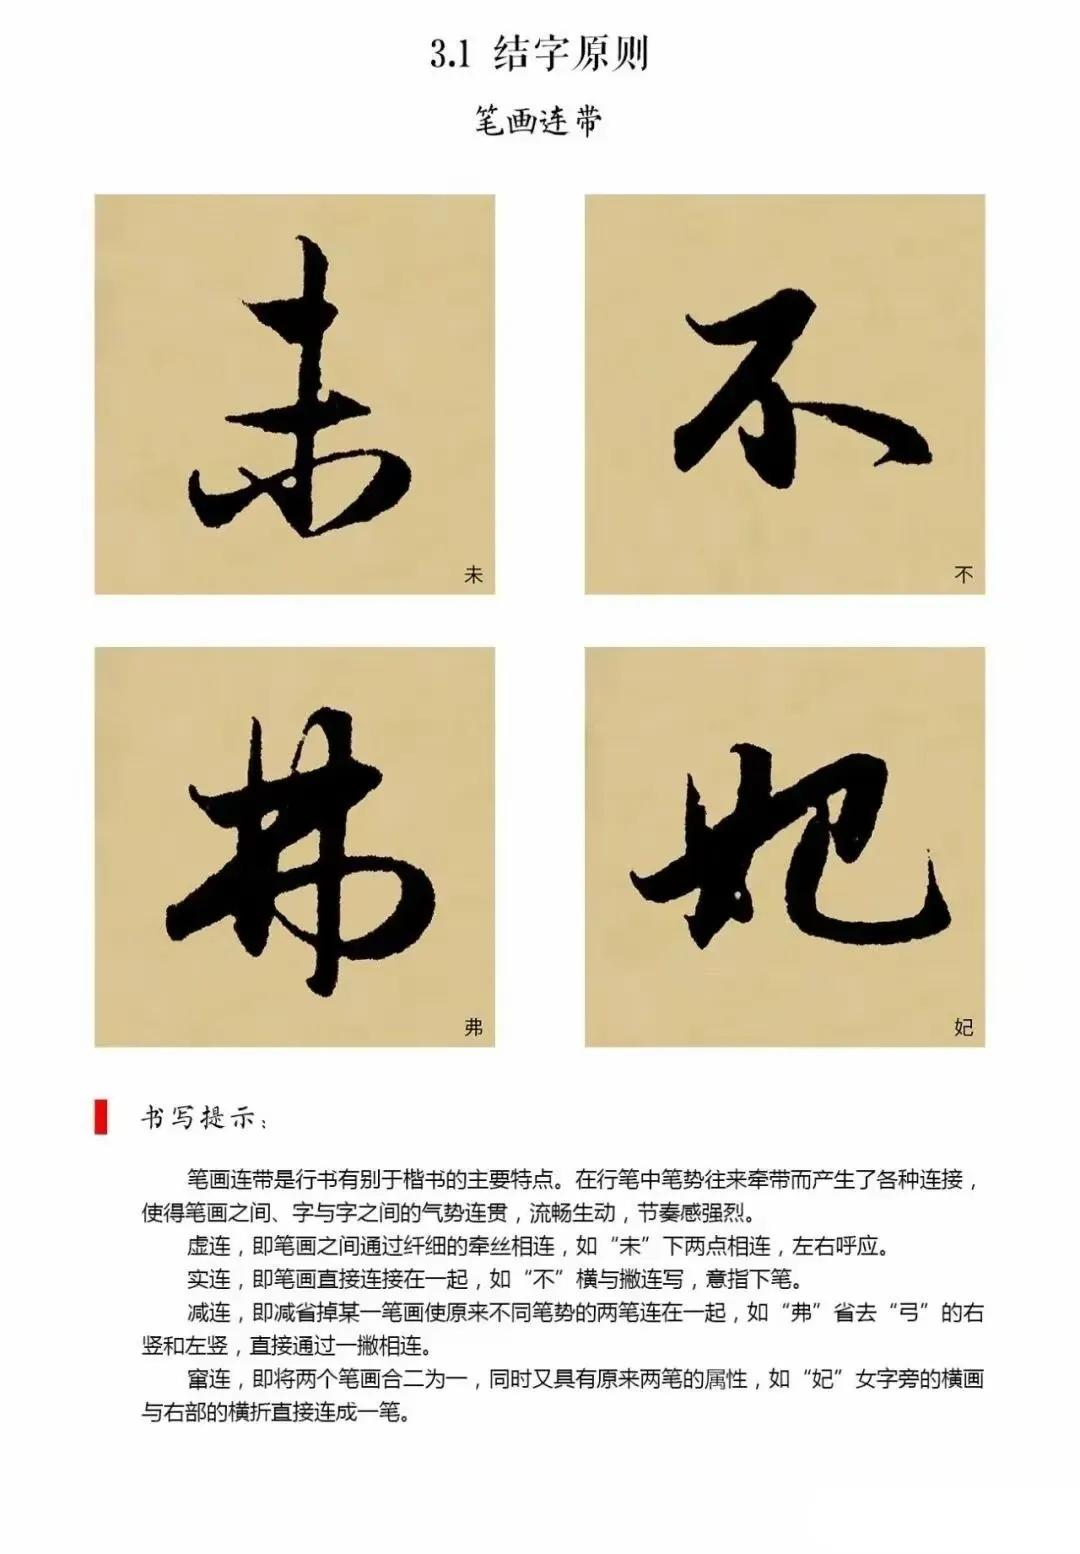 3.1 结字原则
笔画连带
未
不
未
不
弗
妃
弗
妃
书写提示：
笔画连带是行书有别于楷书的主要特点。在行笔中笔势往来牵带而产生了各种连接，
使得笔画之间、字与字之间的气势连贯，流畅生动，节奏感强烈。
虚连，即笔画之间通过纤细的牵丝相连，如“未”下两点相连，左右呼应。
实连，即笔画直接连接在一起，如“不”横与撇连写，意指下笔。
减连，即减省掉某一笔画使原来不同笔势的两笔连在一起，如“弗”省去“弓”的右
竖和左竖，直接通过一撇相连。
窜连，即将两个笔画合二为一，同时又具有原来两笔的属性，如“妃”女字旁的横画
与右部的横折直接连成一笔。